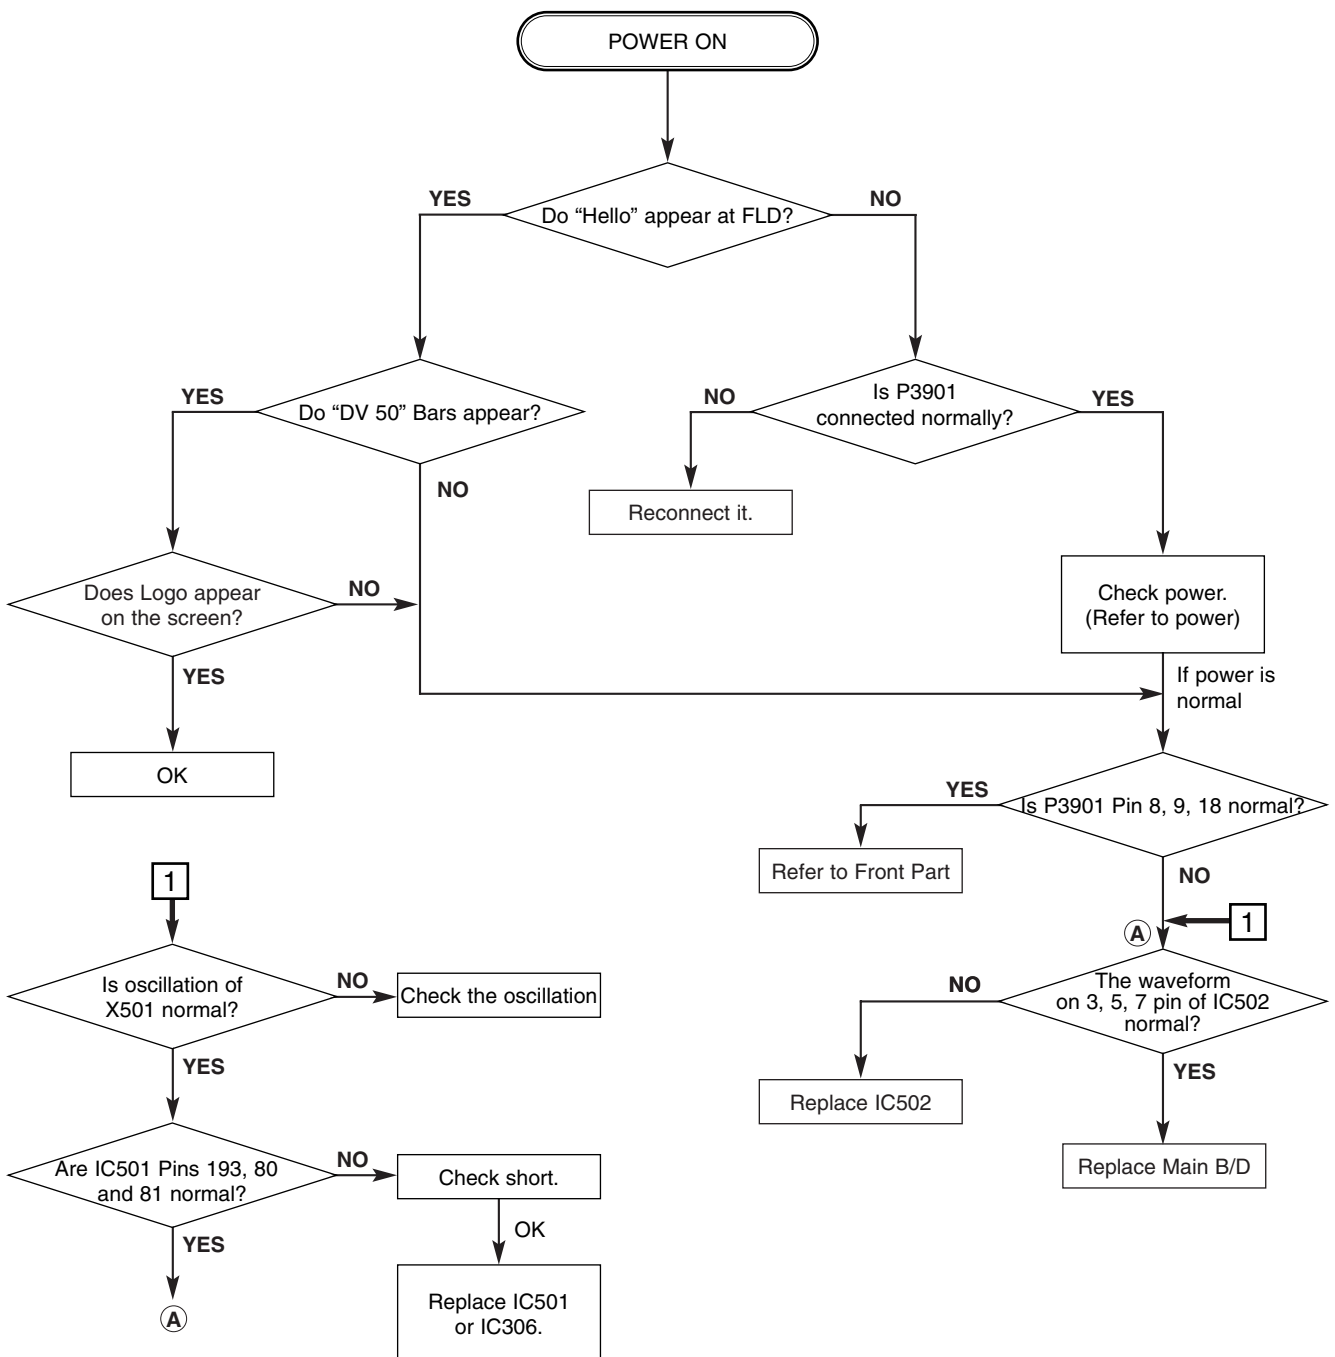 POWER ON
YES
Do “Hello” appear at FLD?
NO
YES
Do “DV 50” Bars appear?
NO
NO
Is P3901
connected normally?
YES
Reconnect it.
Does Logo appear
on the screen?
NO
YES
OK
Check power.
(Refer to power)
If power is
normal
YES
Is P3901 Pin 8, 9, 18 normal?
Refer to Front Part
NO
1
A
NO
The waveform
on 3, 5, 7 pin of IC502
normal?
Replace IC502
YES
Replace Main B/D
1
Is oscillation of
X501 normal?
NO
Check the oscillation
YES
Are IC501 Pins 193, 80
and 81 normal?
NO
Check short.
OK
Replace IC501
or IC306.
YES
A